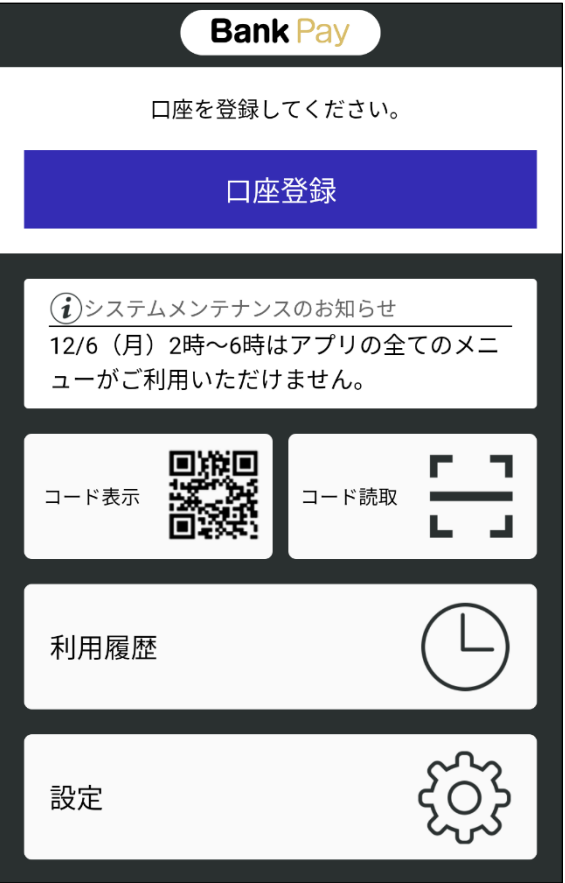 Bank Pay
口座を登録してください。
口座登録
iシステムメンテナンスのお知らせ
12/6（月）2時～6時はアプリの全てのメニ
ューがご利用いただけません。
コード表示
コード読取
利用履歴
設定